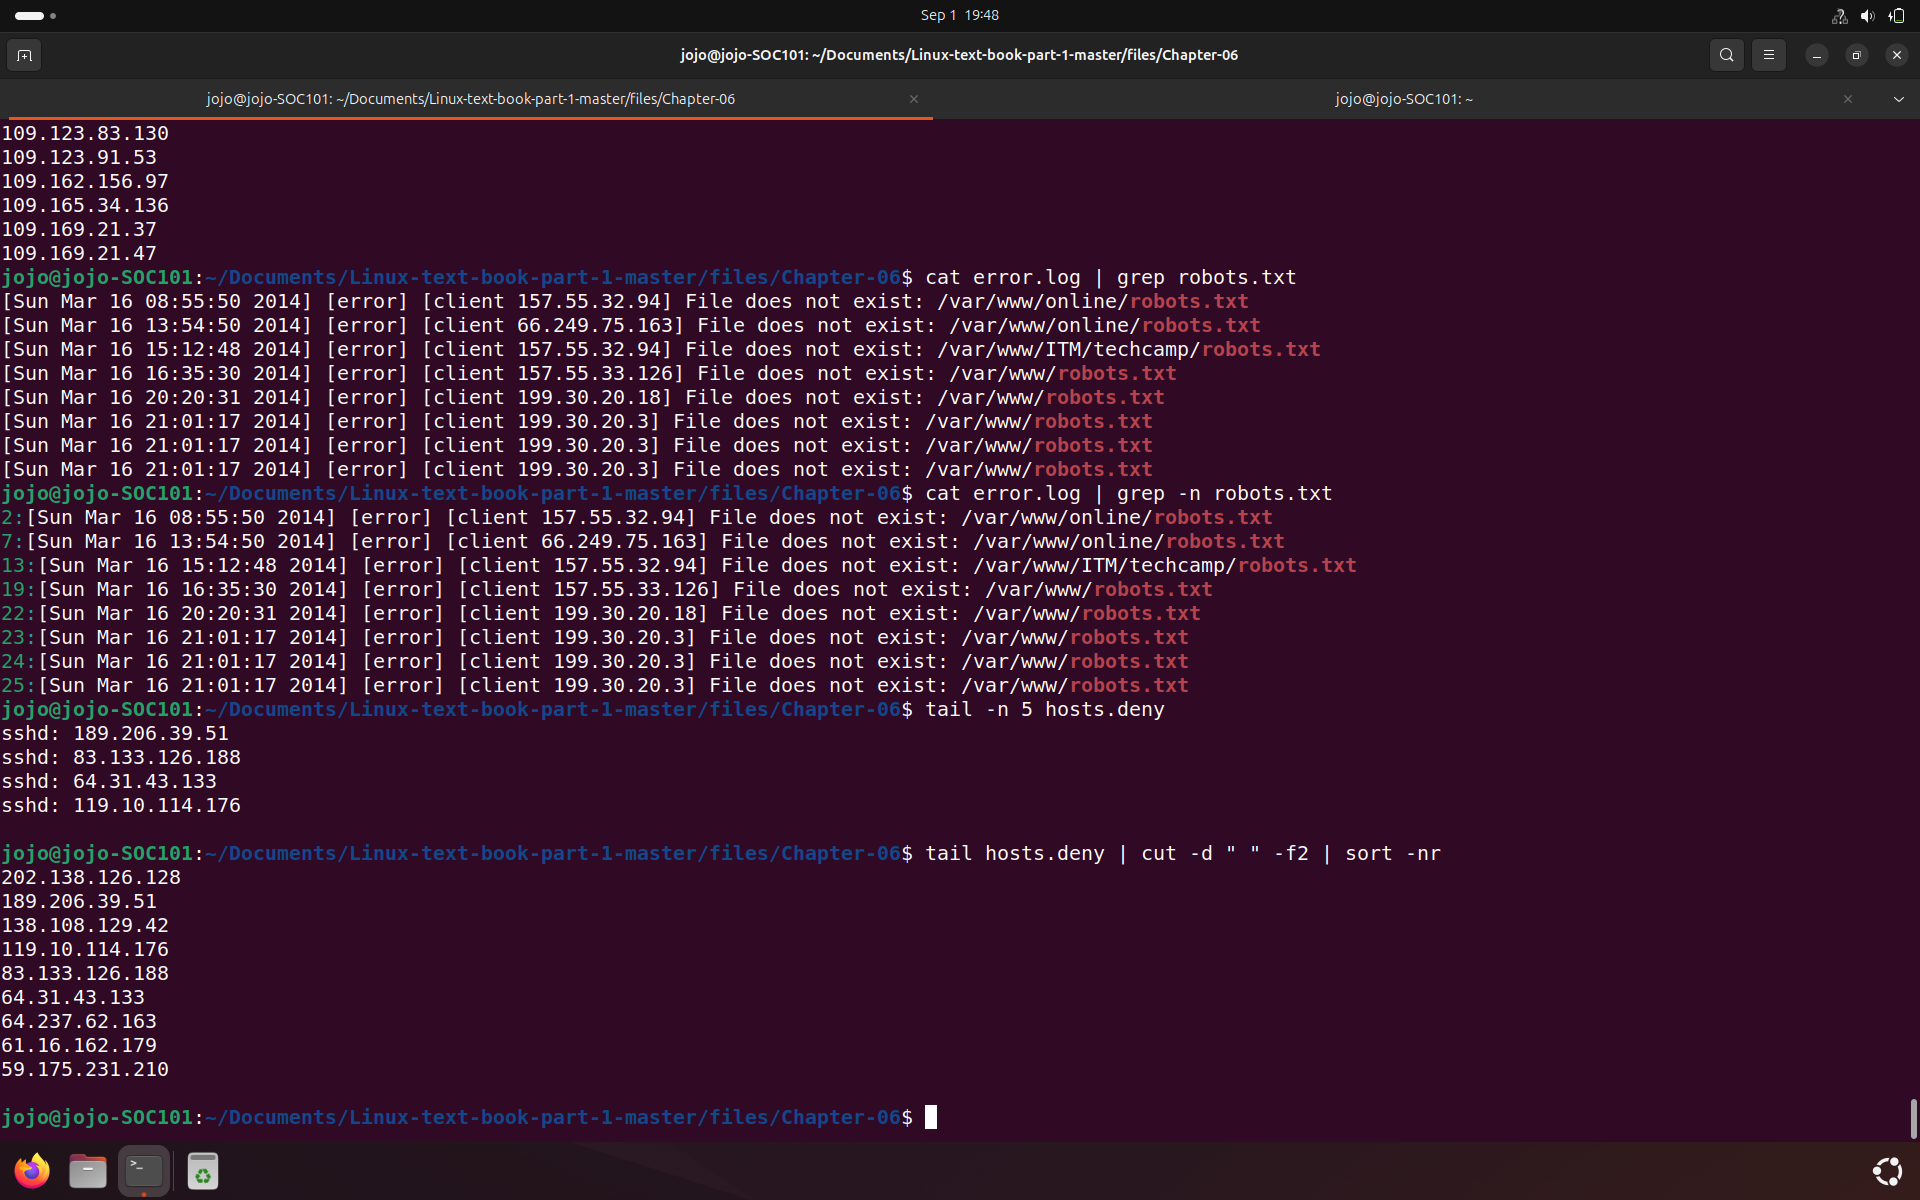 Sep 1 19:48
jojo@jojo-SOC101: ~/Documents/Linux-text-book-part-1-master/files/Chapter-06
jojo@jojo-SOC101: ~/Documents/Linux-text-book-part-1-master/files/Chapter-06
jojo@jojo-SOC101: ~
109.123.83.130
109.123.91.53
109.162.156.97
109.165.34.136
109.169.21.37
109.169.21.47
jojo@jojo-SOC101:~/Documents/Linux-text-book-part-1-master/files/Chapter-06$ cat error.log | grep robots.txt
[Sun Mar 16 08:55:50 2014] [error] [client 157.55.32.94] File does not exist: /var/www/online/robots.txt
[Sun Mar 16 13:54:50 2014] [error] [client 66.249.75.163] File does not exist: /var/www/online/robots.txt
[Sun Mar 16 15:12:48 2014] [error] [client 157.55.32.94] File does not exist: /var/www/ITM/techcamp/robots.txt
[Sun Mar 16 16:35:30 2014] [error] [client 157.55.33.126] File does not exist: /var/www/robots.txt
[Sun Mar 16 20:20:31 2014] [error] [client 199.30.20.18] File does not exist: /var/www/robots.txt
[Sun Mar 16 21:01:17 2014] [error] [client 199.30.20.3] File does not exist: /var/www/robots.txt
[Sun Mar 16 21:01:17 2014] [error] [client 199.30.20.3] File does not exist: /var/www/robots.txt
[Sun Mar 16 21:01:17 2014] [error] [client 199.30.20.3] File does not exist: /var/www/robots.txt
jojo@jojo-SOC101:~/Documents/Linux-text-book-part-1-master/files/Chapter-06$ cat error.log | grep -n robots.txt
2:[Sun Mar 16 08:55:50 2014] [error] [client 157.55.32.94] File does not exist: /var/www/online/robots.txt
7:[Sun Mar 16 13:54:50 2014] [error] [client 66.249.75.163] File does not exist: /var/www/online/robots.txt
13:[Sun Mar 16 15:12:48 2014] [error] [client 157.55.32.94] File does not exist: /var/www/ITM/techcamp/robots.txt
19:[Sun Mar 16 16:35:30 2014] [error] [client 157.55.33.126] File does not exist: /var/www/robots.txt
22:[Sun Mar 16 20:20:31 2014] [error] [client 199.30.20.18] File does not exist: /var/www/robots.txt
23:[Sun Mar 16 21:01:17 2014] [error] [client 199.30.20.3] File does not exist: /var/www/robots.txt
24:[Sun Mar 16 21:01:17 2014] [error] [client 199.30.20.3] File does not exist: /var/www/robots.txt
25:[Sun Mar 16 21:01:17 2014] [error] [client 199.30.20.3] File does not exist: /var/www/robots.txt
jojo@jojo-SOC101:~/Documents/Linux-text-book-part-1-master/files/Chapter-06$ tail -n 5 hosts.deny
sshd: 189.206.39.51
sshd: 83.133.126.188
sshd: 64.31.43.133
sshd: 119.10.114.176
jojo@jojo-SOC101:~/Documents/Linux-text-book-part-1-master/files/Chapter-06$ tail hosts.deny | cut -d " " -f2 | sort -nr
202.138.126.128
189.206.39.51
138.108.129.42
119.10.114.176
83.133.126.188
64.31.43.133
64.237.62.163
61.16.162.179
59.175.231.210
jojo@jojo-SOC101:~/Documents/Linux-text-book-part-1-master/files/Chapter-06$